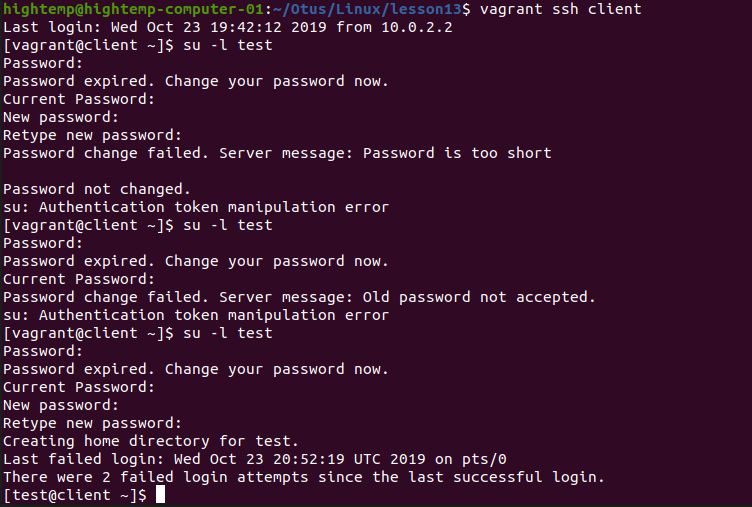 hightemp@hightemp-computer-01:~/Otus/Linux/lesson13$ vagrant ssh client
Last login: Wed Oct 23 19:42:12 2019 from 10.0.2.2
[vagrant@client ~]$ su -l test
Password:
Password expired. Change your password now.
Current Password:
New password:
Retype new password:
Password change failed. Server message: Password is too short
Password not changed.
su: Authentication token manipulation error
[vagrant@client ~]$ su -l test
Password:
Password expired. Change your password now.
Current Password:
Password change failed. Server message: Old password not accepted.
su: Authentication token manipulation error
[vagrant@client ~]$ su -l test
Password:
Password expired. Change your password now.
Current Password:
New password:
Retype new password:
Creating home directory for test.
Last failed login: Wed Oct 23 20:52:19 UTC 2019 on pts/0
There were 2 failed login attempts since the last successful login.
[test@client ~]$